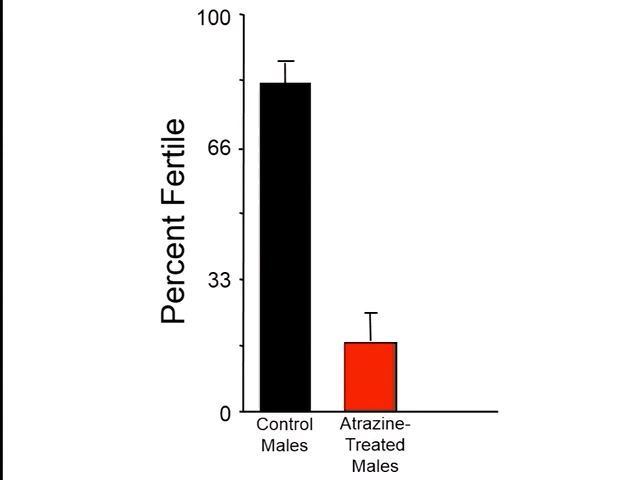 100
66
33
0
Percent Fertile
Control
Males
Atrazine-
Treated
Males